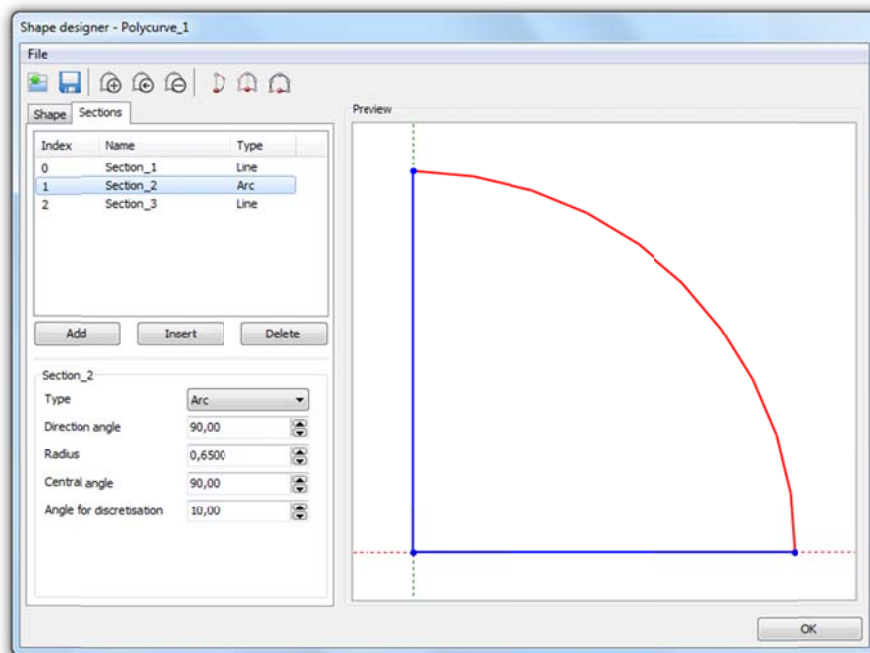 Shape designer - Polycurve_1
File
Shape Sections
Index Name Type
0 Section_1 Line
1 Section_2 Arc
2 Section_3 Line
Add Insert Delete
Section_2
Type Arc
Direction angle 90,00
Radius 0,6500
Central angle 90,00
Angle for discretisation 10,00
Preview
OK